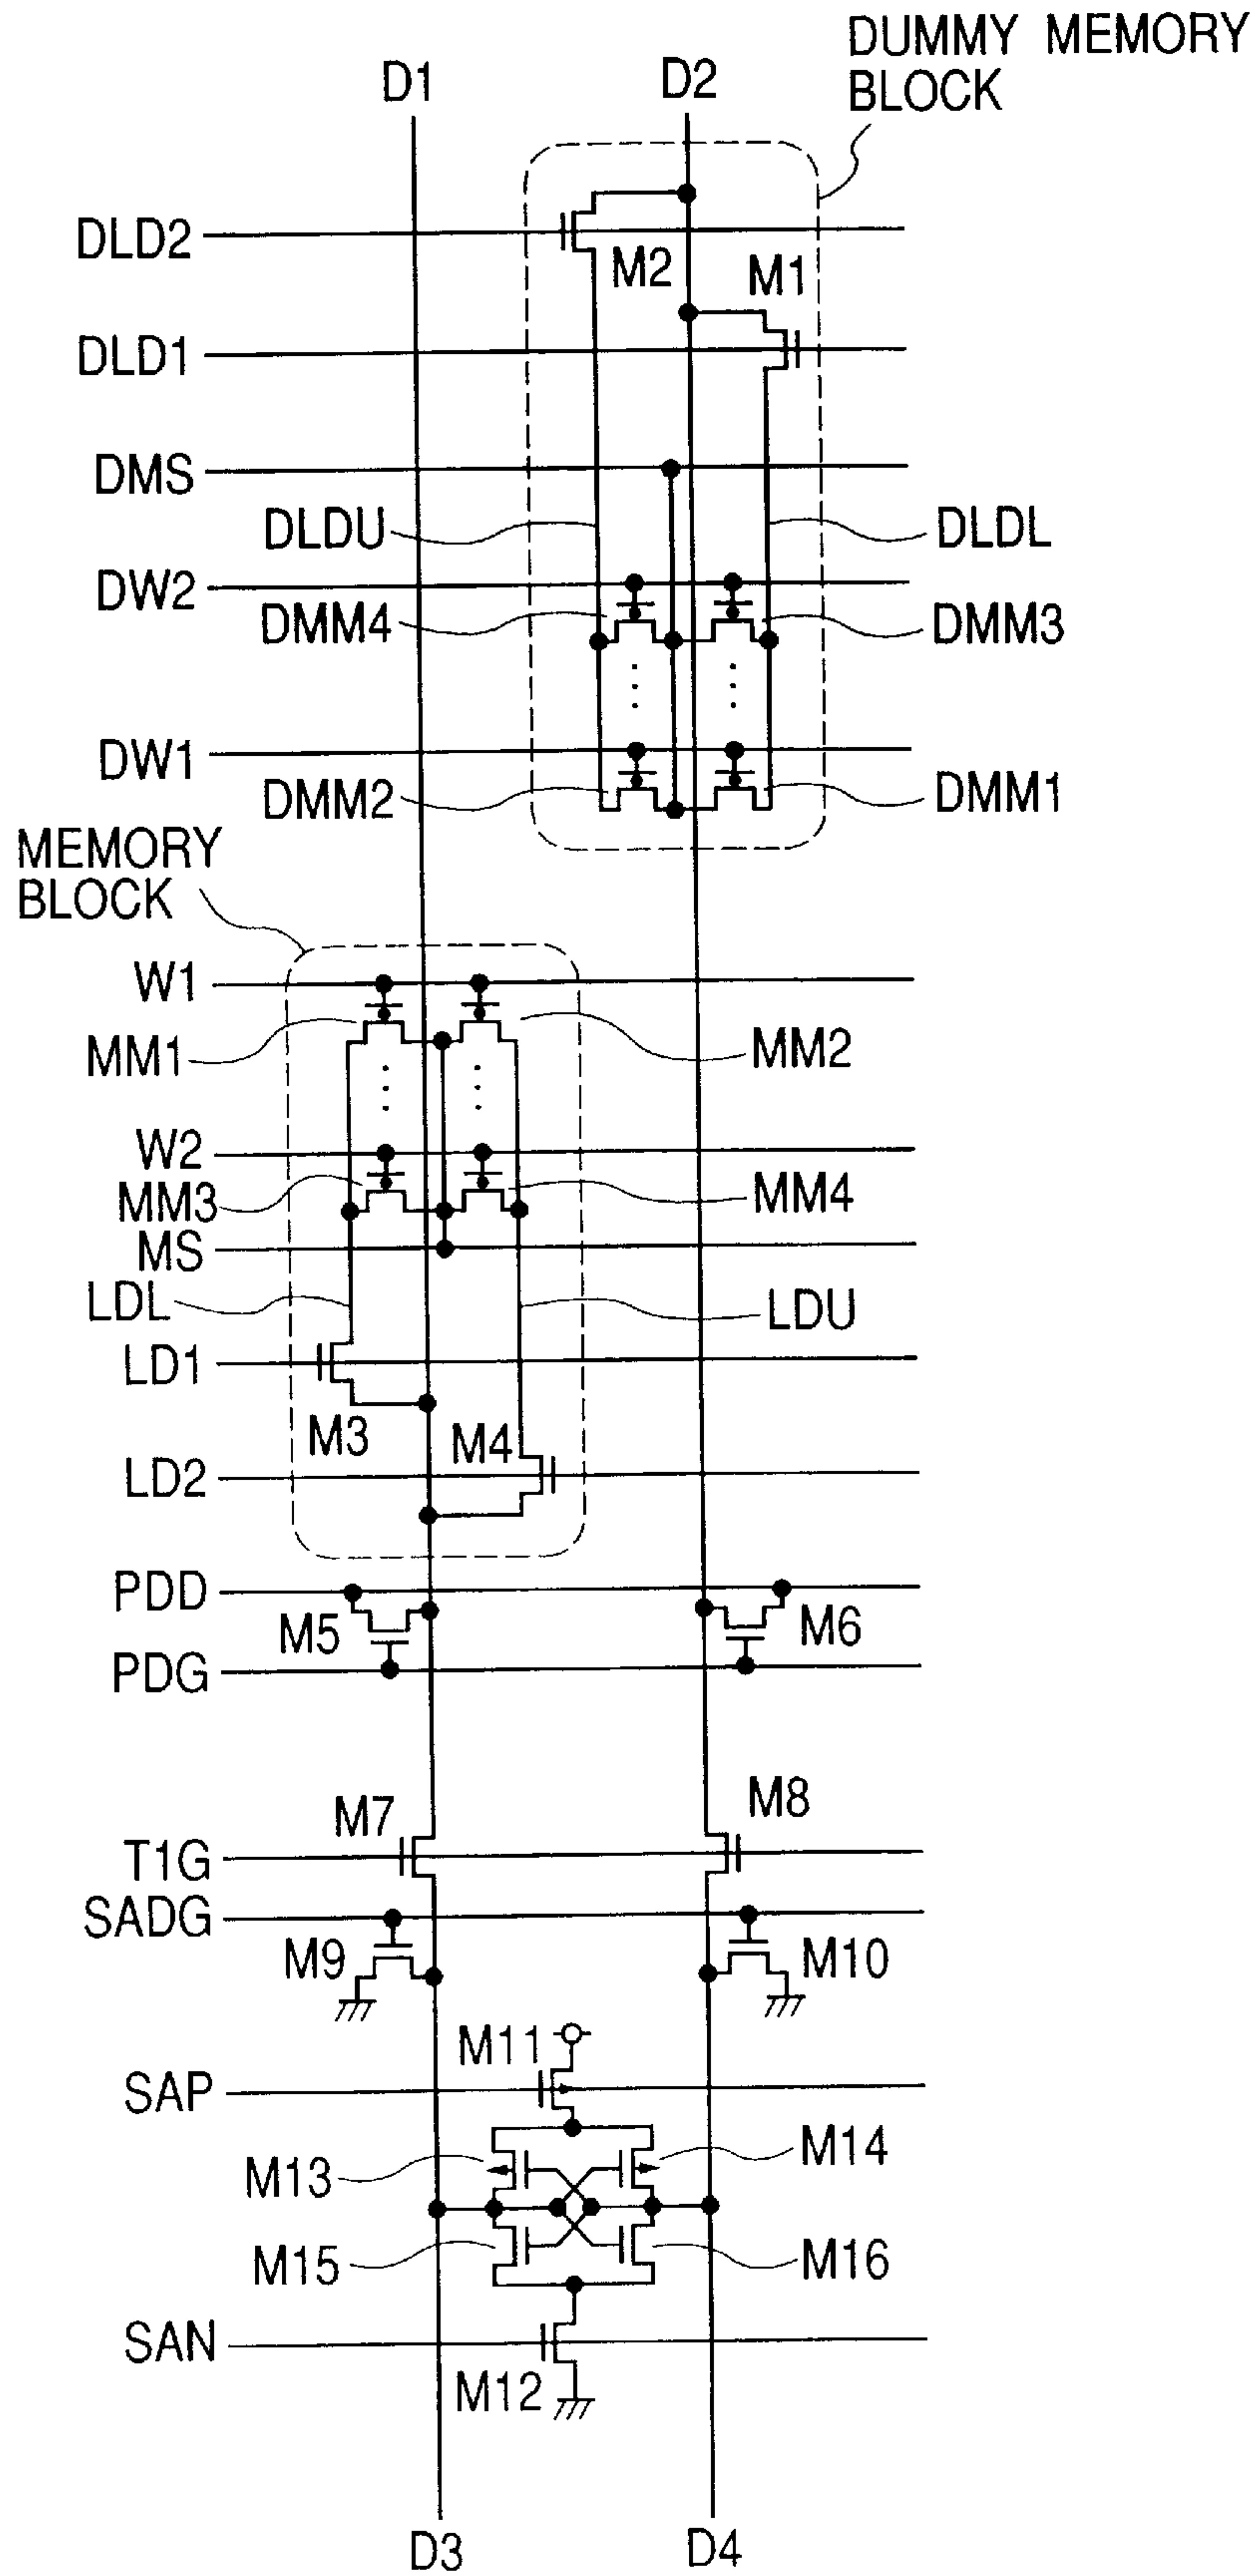 DUMMY MEMORY
BLOCK
D1
D2
DLD2
M2
M1
DLD1
DMS
DLDU
DLDL
DW2
DMM4
DMM3
DW1
DMM2
DMM1
MEMORY
BLOCK
W1
MM1
MM2
W2
MM3
MM4
MS
LDL
LDU
LD1
M3
M4
LD2
PDD
M5
M6
PDG
M7
M8
T1G
SADG
M9
M10
M11
SAP
M13
M14
M15
M16
SAN
M12
D3
D4